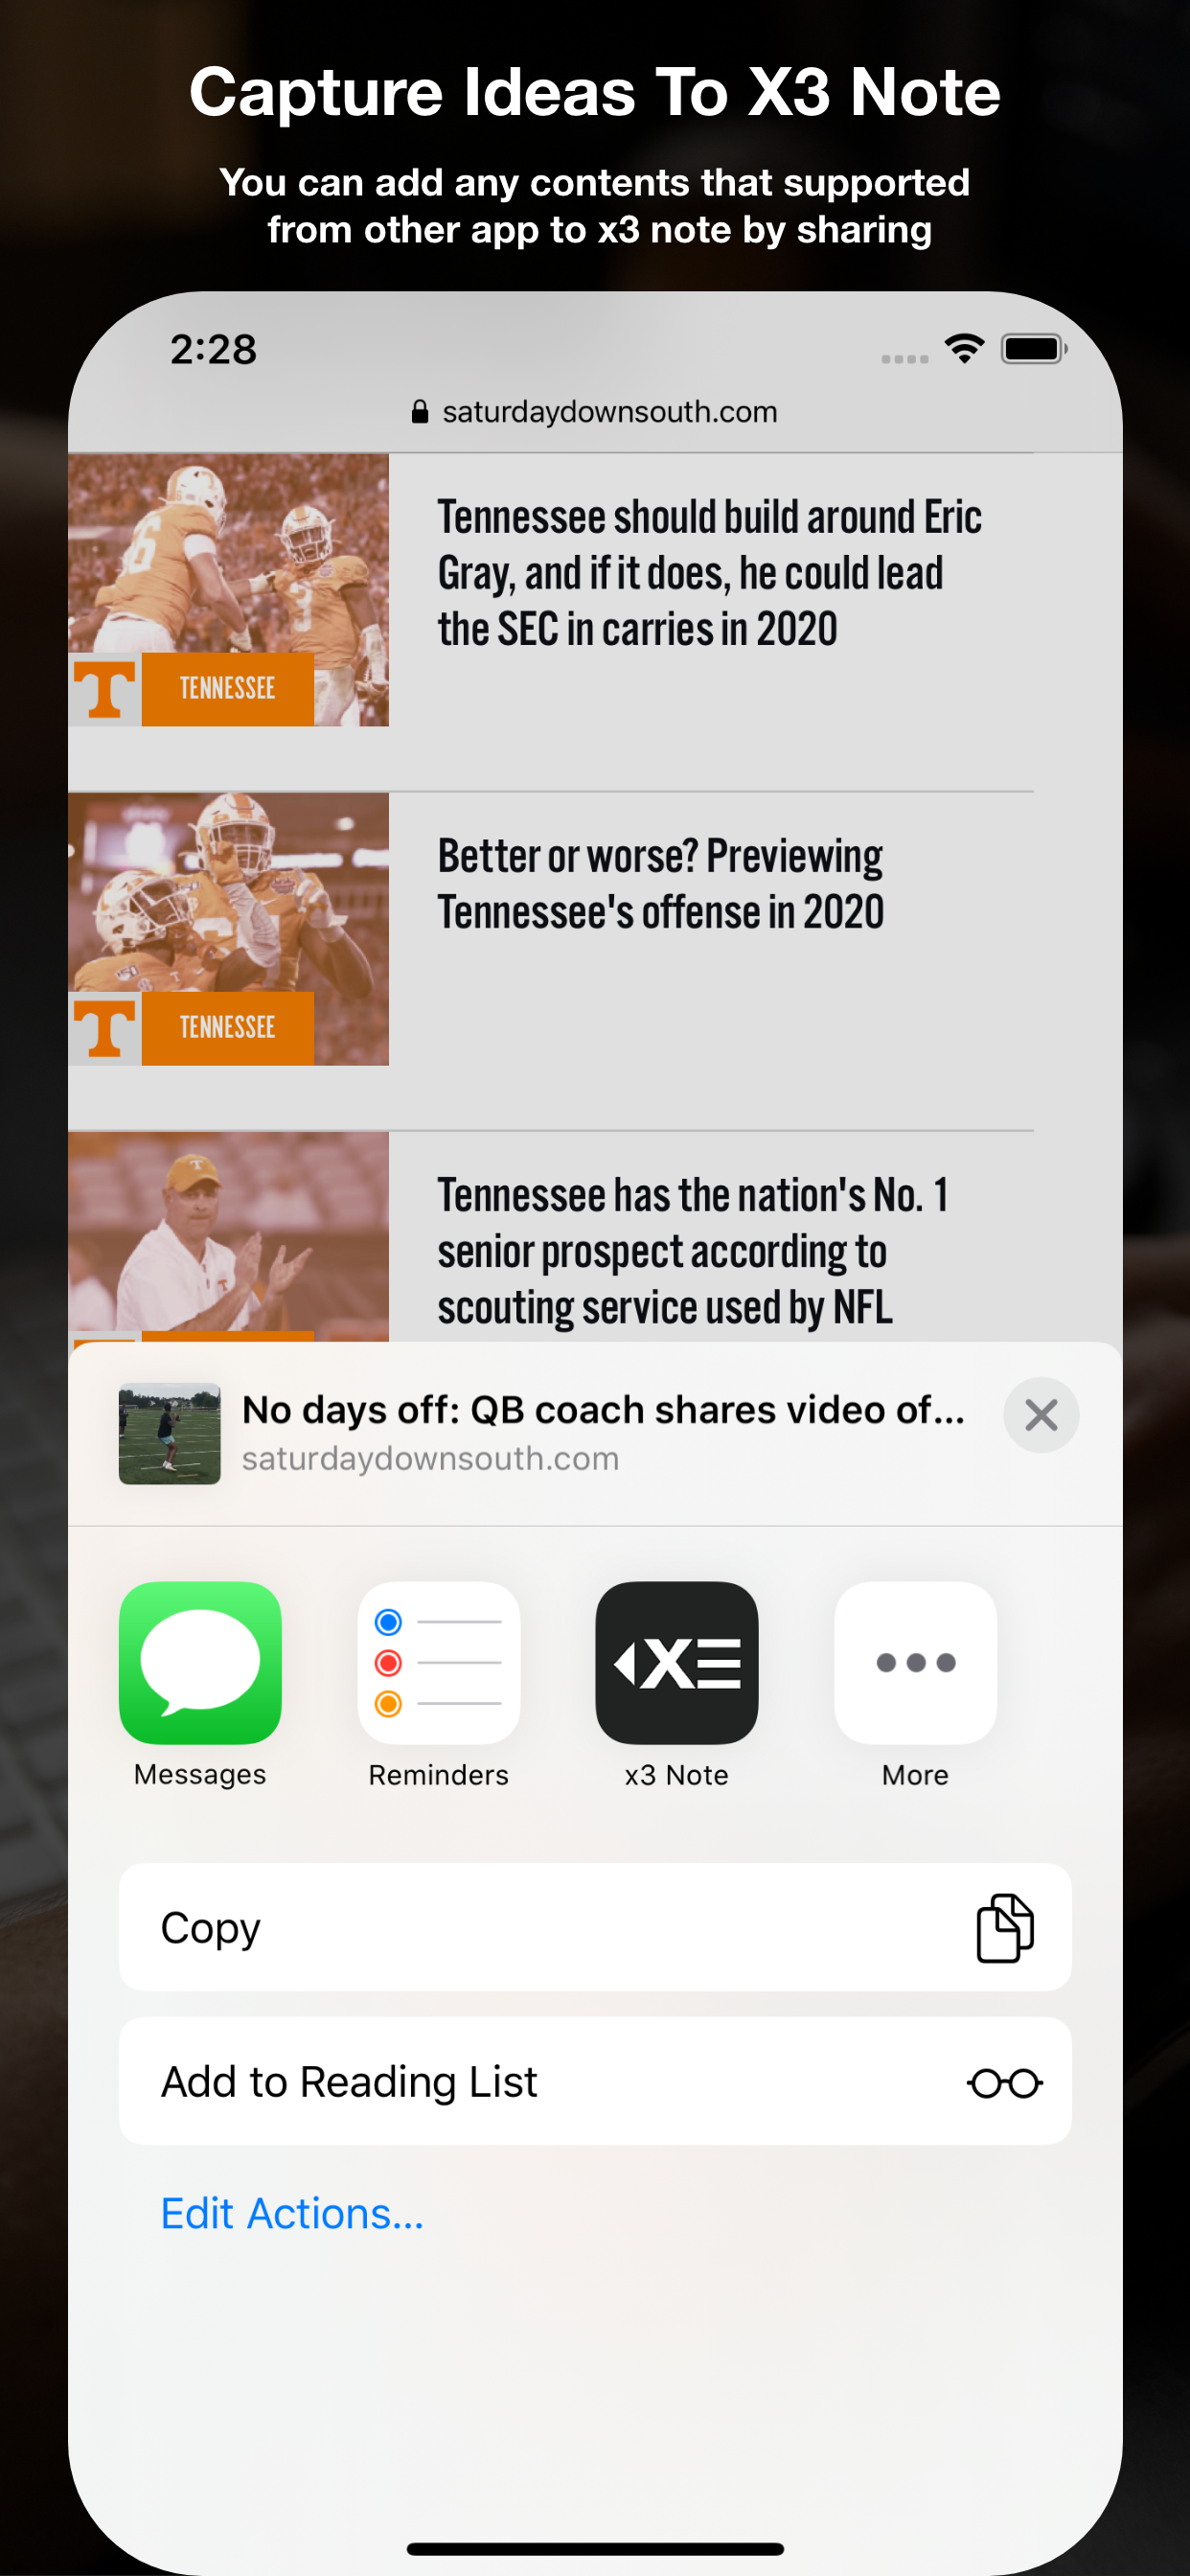 Capture Ideas To X3 Note
You can add any contents that supported
from other app to x3 note by sharing
2:28
saturdaydownsouth.com
Tennessee should build around Eric
Gray, and if it does, he could lead
the SEC in carries in 2020
T TENNESSEE
Better or worse? Previewing
Tennessee's offense in 2020
T TENNESSEE
Tennessee has the nation's No. 1
senior prospect according to
scouting service used by NFL
No days off: QB coach shares video of...
saturdaydownsouth.com
Messages
Reminders
x3 Note
More
Copy
Add to Reading List
Edit Actions...